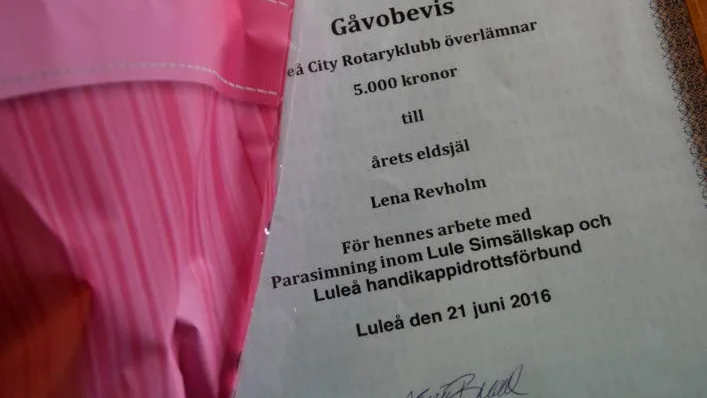 Gåvobevis
eå City Rotaryklubb överlämnar
5.000 kronor
till
årets eldsjäl
Lena Revholm
För hennes arbete med
Parasimning inom Lule Simsällskap och
Luleå handikappidrottsförbund
Luleå den 21 juni 2016